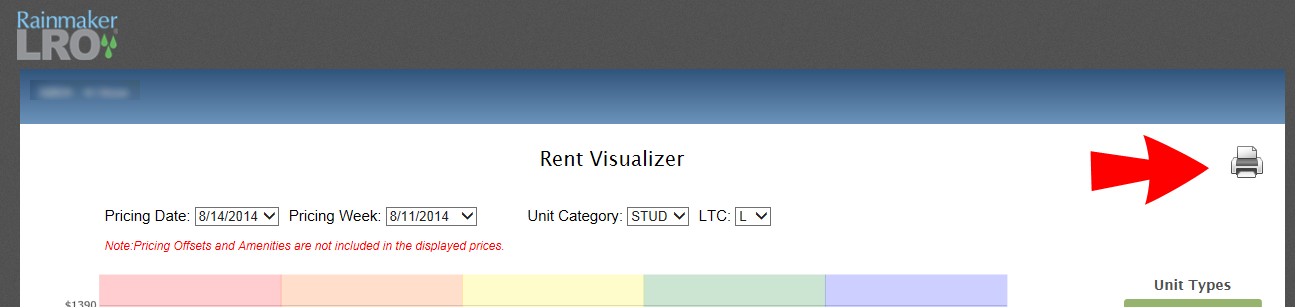 Rainmaker
LRO
Rent Visualizer
Pricing Date: 8/14/2014 Pricing Week: 8/11/2014 Unit Category: STUD LTC: L
Note:Pricing Offsets and Amenities are not included in the displayed prices.
Unit Types
$1390